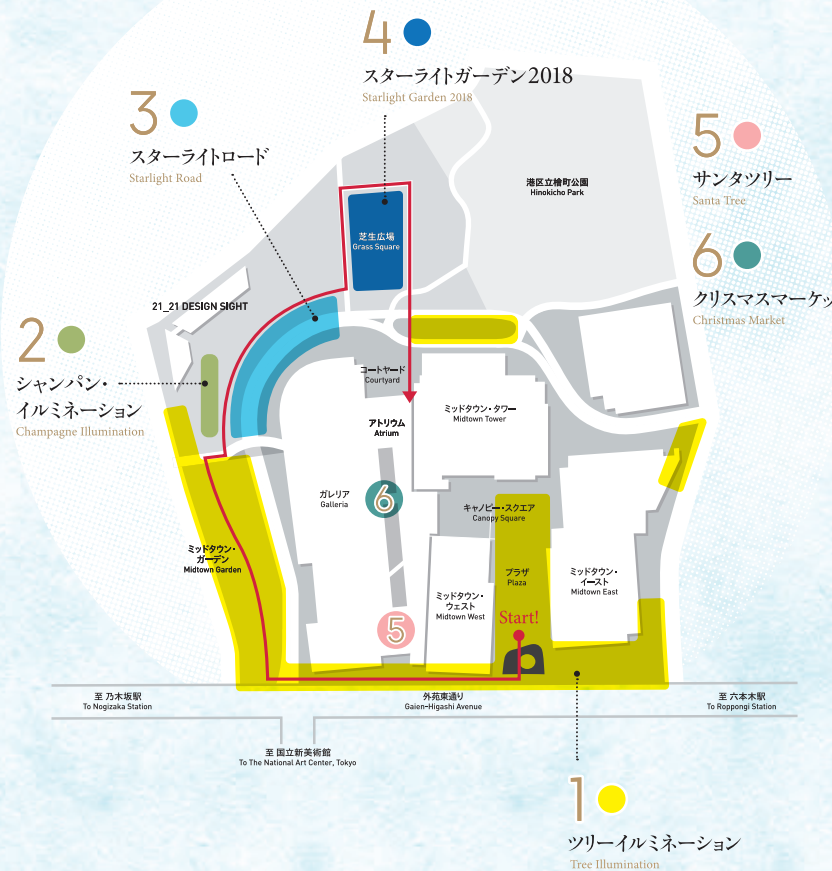 4
スターライトガーデン2018
Starlight Garden 2018
3
スターライトロード
Starlight Road
5
サンタツリー
Santa Tree
港区立檜町公園
Hinokicho Park
芝生広場
Grass Square
6
クリスマスマーケッ
Christmas Market
21_21 DESIGN SIGHT
2
シャンパン・
イルミネーション
Champagne Illumination
コートヤード
Courtyard
アトリウム
Atrium
ミッドタウン・タワー
Midtown Tower
ガレリア
Galleria
6
キャノピー・スクエア
Canopy Square
ミッドタウン・
ガーデン
Midtown Garden
プラザ
Plaza
ミッドタウン・
イースト
Midtown East
ミッドタウン・
ウェスト
Midtown West
Start!
5
至 乃木坂駅
To Nogizaka Station
外苑東通り
Gaien-Higashi Avenue
至 六本木駅
To Roppongi Station
至 国立新美術館
To The National Art Center, Tokyo
1
ツリーイルミネーション
Tree Illumination